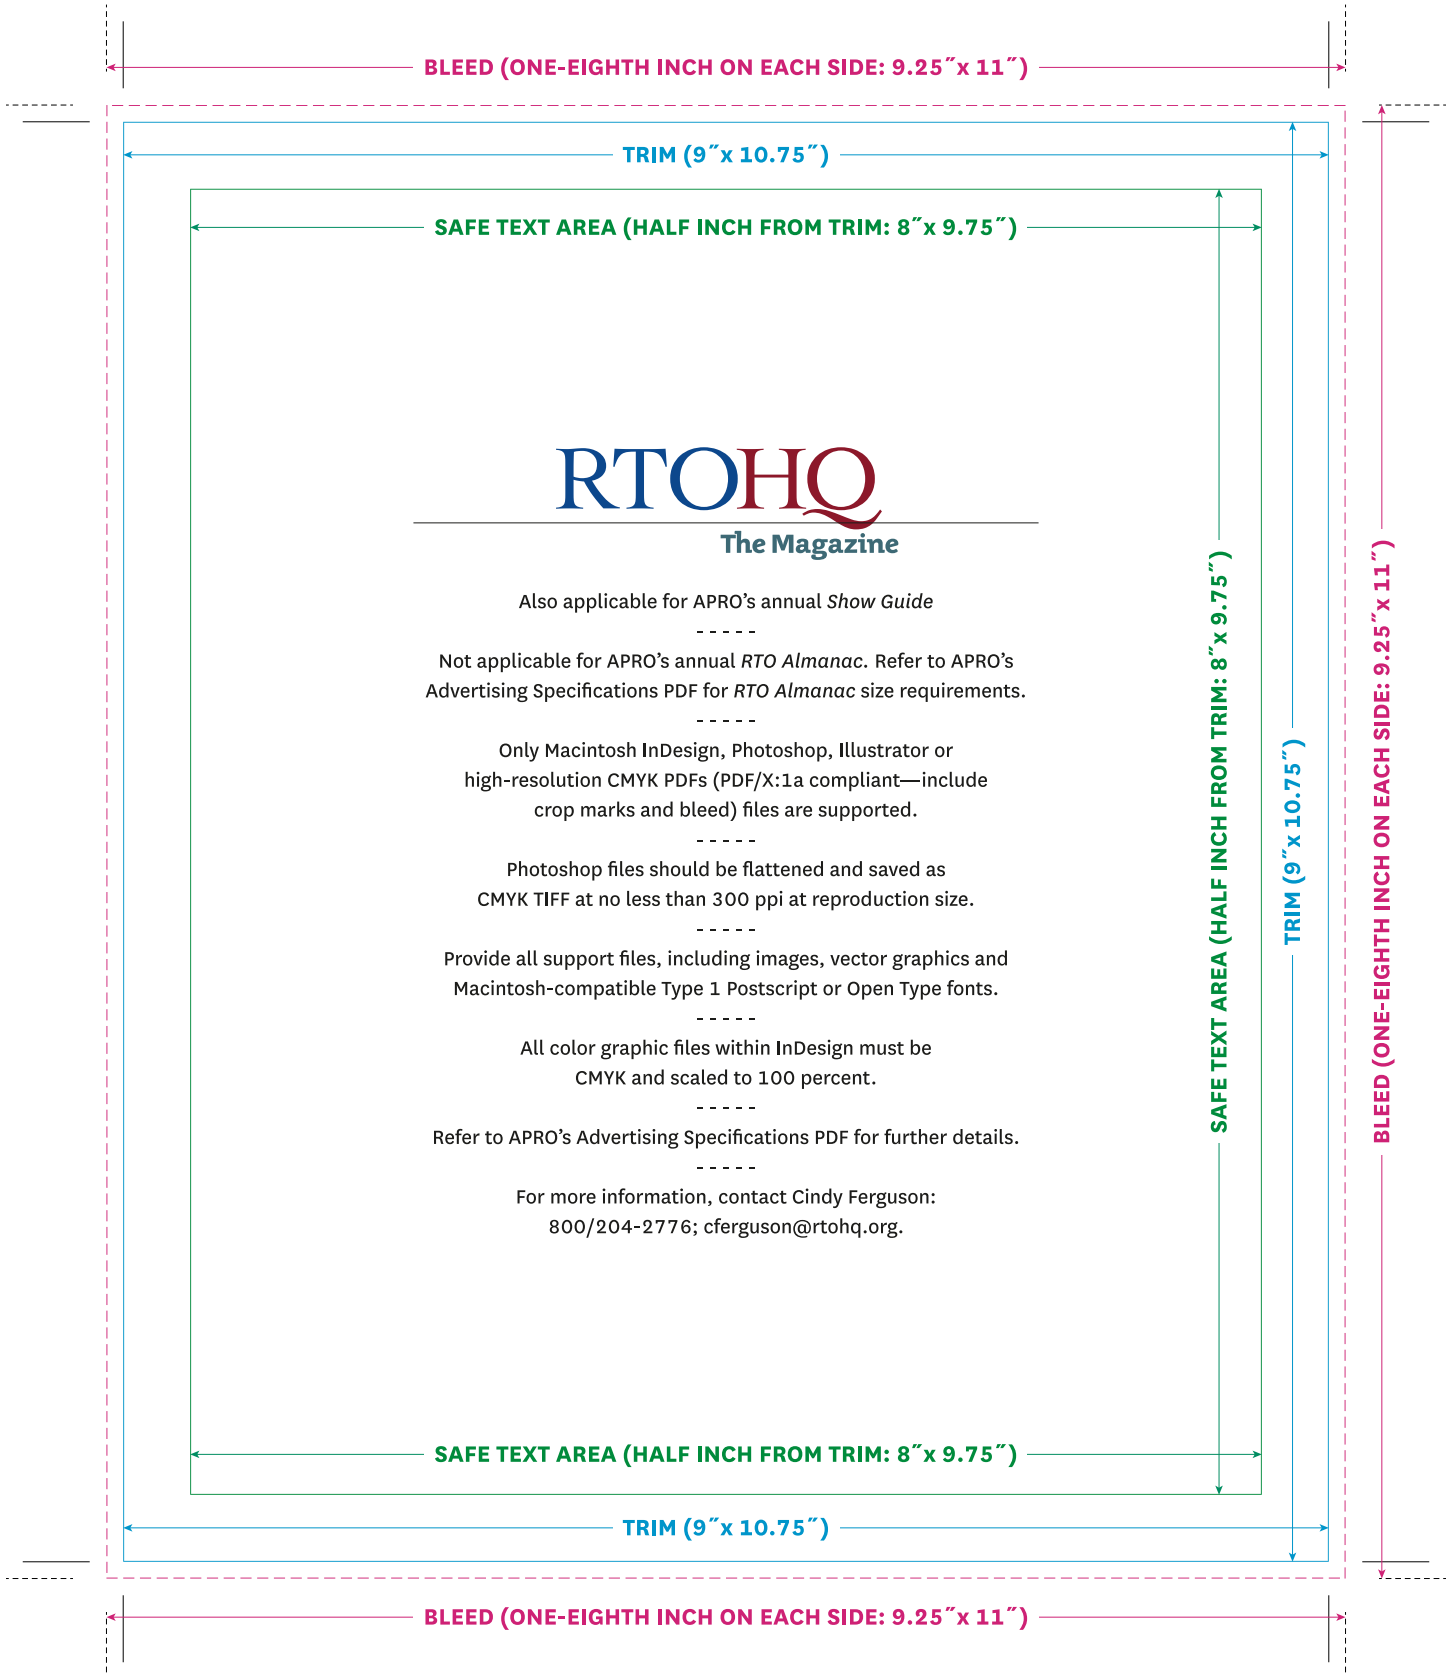 BLEED (ONE-EIGHTH INCH ON EACH SIDE: 9.25˝x 11˝)
TRIM (9˝x 10.75˝)
SAFE TEXT AREA (HALF INCH FROM TRIM: 8˝x 9.75˝)
RTOHQ
The Magazine
Also applicable for APRO’s annual Show Guide
- - - - -
Not applicable for APRO’s annual RTO Almanac. Refer to APRO’s
Advertising Specifications PDF for RTO Almanac size requirements.
- - - - -
Only Macintosh InDesign, Photoshop, Illustrator or
high-resolution CMYK PDFs (PDF/X:1a compliant—include
crop marks and bleed) files are supported.
- - - - -
Photoshop files should be flattened and saved as
CMYK TIFF at no less than 300 ppi at reproduction size.
- - - - -
Provide all support files, including images, vector graphics and
Macintosh-compatible Type 1 Postscript or Open Type fonts.
- - - - -
All color graphic files within InDesign must be
CMYK and scaled to 100 percent.
- - - - -
Refer to APRO’s Advertising Specifications PDF for further details.
- - - - -
For more information, contact Cindy Ferguson:
800/204-2776; cferguson@rtohq.org.
SAFE TEXT AREA (HALF INCH FROM TRIM: 8˝x 9.75˝)
TRIM (9˝x 10.75˝)
BLEED (ONE-EIGHTH INCH ON EACH SIDE: 9.25˝x 11˝)
SAFE TEXT AREA (HALF INCH FROM TRIM: 8˝x 9.75˝)
TRIM (9˝x 10.75˝)
BLEED (ONE-EIGHTH INCH ON EACH SIDE: 9.25˝x 11˝)